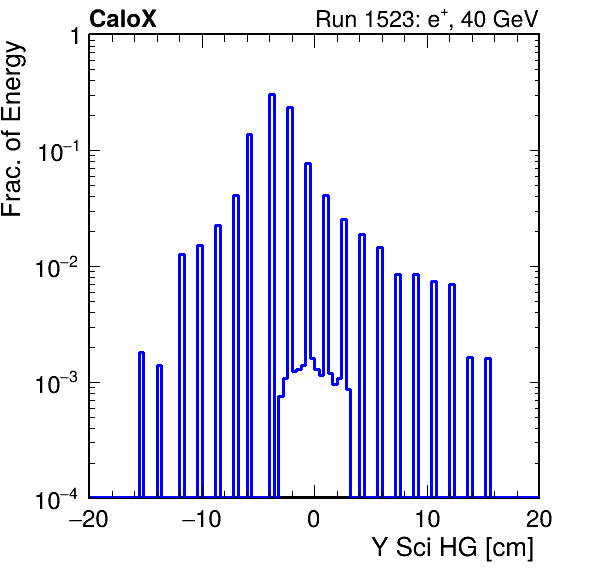 CaloX Run 1523: e⁺, 40 GeV
Frac. of Energy
1
10⁻¹
10⁻²
10⁻³
10⁻⁴
−20 −10 0 10 20
Y Sci HG [cm]